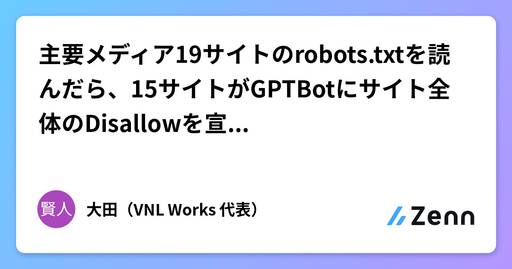 主要メディア19サイトのrobots.txtを読
んだら、15サイトがGPTBotにサイト全
体のDisallowを宣...
賢人
大田（VNL Works 代表）
Zenn